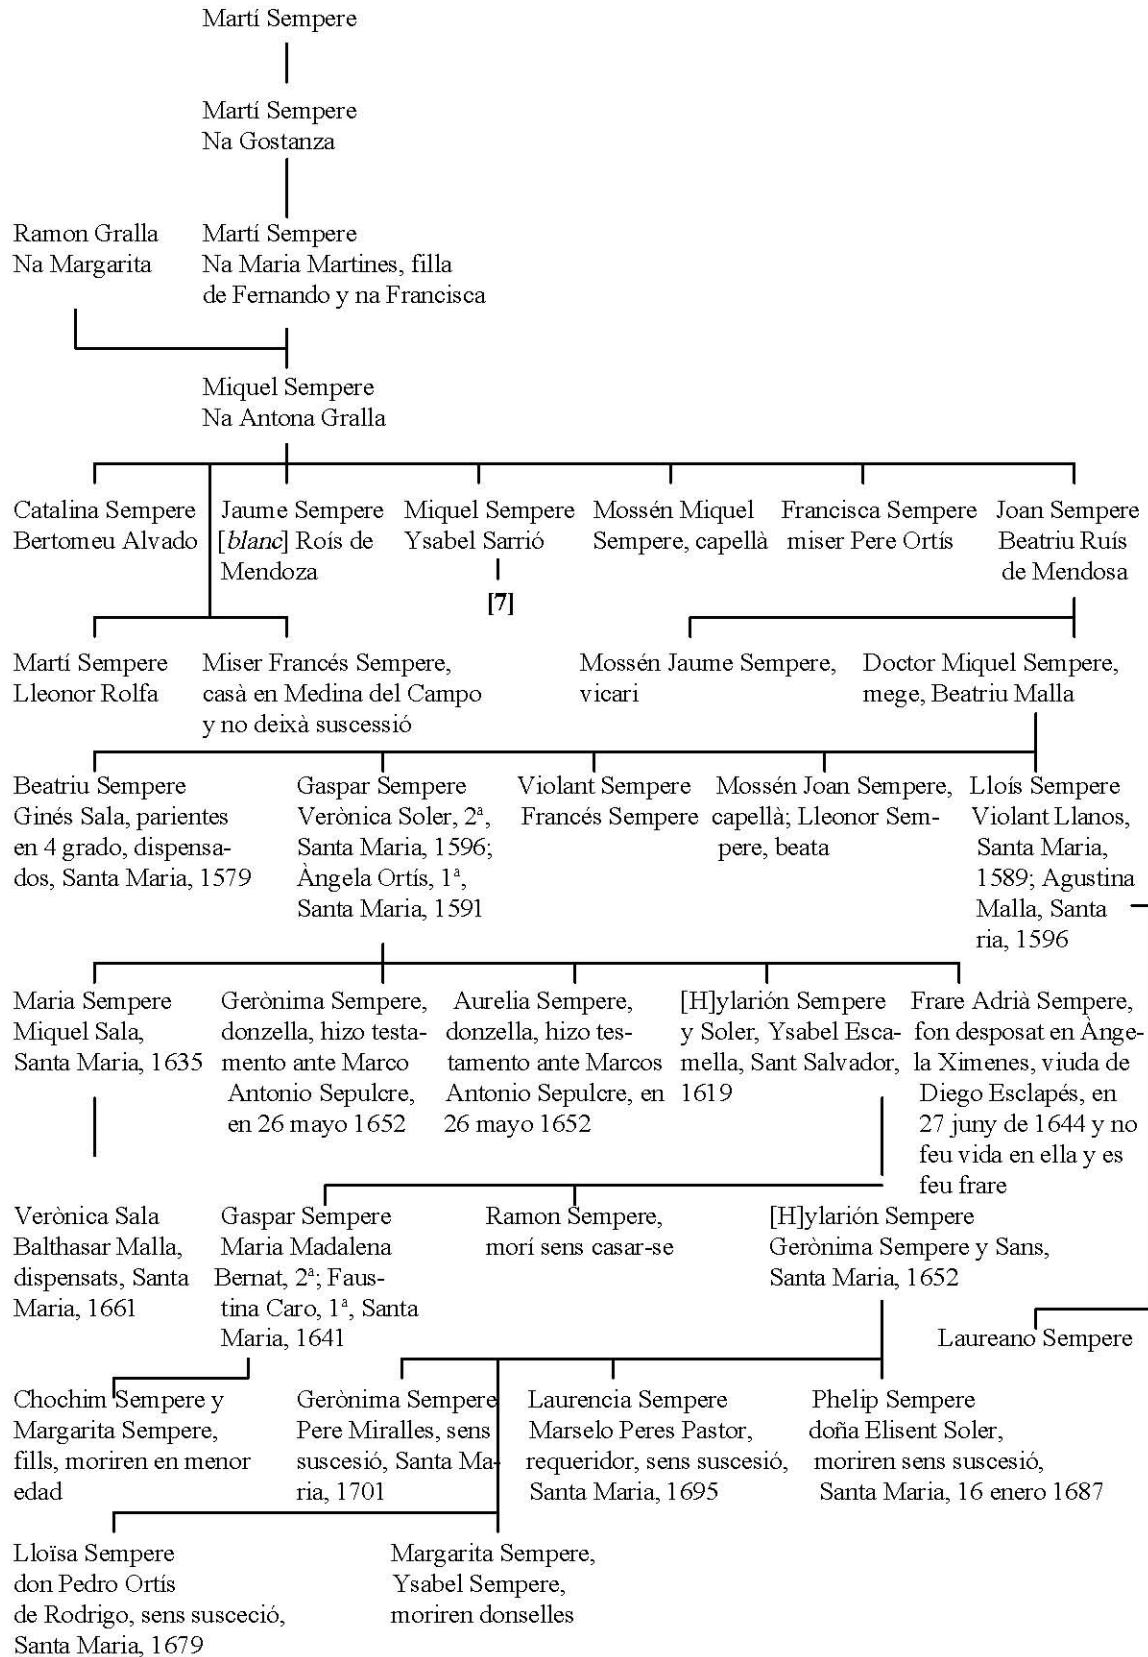 Martí Sempere
Martí Sempere
Na Gostanza
Ramon Gralla
Na Margarita
Martí Sempere
Na Maria Martines, filla
de Fernando y na Francisca
Miquel Sempere
Na Antona Gralla
Catalina Sempere
Bertomeu Alvado
Jaume Sempere
[blanc] Roís de
Mendoza
Miquel Sempere
Ysabel Sarrió
[7]
Mossén Miquel
Sempere, capellà
Francisca Sempere
miser Pere Ortís
Joan Sempere
Beatriu Ruís
de Mendosa
Martí Sempere
Lleonor Rolfa
Miser Francés Sempere,
casà en Medina del Campo
y no deixà suscessió
Mossén Jaume Sempere,
vicari
Doctor Miquel Sempere,
mege, Beatriu Malla
Beatriu Sempere
Ginés Sala, parientes
en 4 grado, dispensa-
dos, Santa Maria, 1579
Gaspar Sempere
Verònica Soler, 2ª,
Santa Maria, 1596;
Àngela Ortís, 1ª,
Santa Maria, 1591
Violant Sempere
Francés Sempere
Mossén Joan Sempere,
capellà; Lleonor Sem-
pere, beata
Lloís Sempere
Violant Llanos,
Santa Maria,
1589; Agustina
Malla, Santa
ria, 1596
Maria Sempere
Miquel Sala,
Santa Maria, 1635
Gerònima Sempere,
donzella, hizo testa-
mento ante Marco
Antonio Sepulcre,
en 26 mayo 1652
Aurelia Sempere,
donzella, hizo tes-
tamento ante Marcos
Antonio Sepulcre, en
26 mayo 1652
[H]ylarión Sempere
y Soler, Ysabel Esca-
mella, Sant Salvador,
1619
Frare Adrià Sempere,
fon desposat en Ànge-
la Ximenes, viuda de
Diego Esclapés, en
27 juny de 1644 y no
feu vida en ella y es
feu frare
Verònica Sala
Balthasar Malla,
dispensats, Santa
Maria, 1661
Gaspar Sempere
Maria Madalena
Bernat, 2ª; Faus-
tina Caro, 1ª, Santa
Maria, 1641
Ramon Sempere,
morí sens casar-se
[H]ylarión Sempere
Gerònima Sempere y Sans,
Santa Maria, 1652
Laureano Sempere
Chochim Sempere y
Margarita Sempere,
fills, moriren en menor
edad
Gerònima Sempere
Pere Miralles, sens
suscesió, Santa Ma-
ria, 1701
Laurencia Sempere
Marselo Peres Pastor,
requeridor, sens suscesió,
Santa Maria, 1695
Phelip Sempere
doña Elisent Soler,
moriren sens suscesió,
Santa Maria, 16 enero 1687
Lloïsa Sempere
don Pedro Ortís
de Rodrigo, sens susceció,
Santa Maria, 1679
Margarita Sempere,
Ysabel Sempere,
moriren donselles